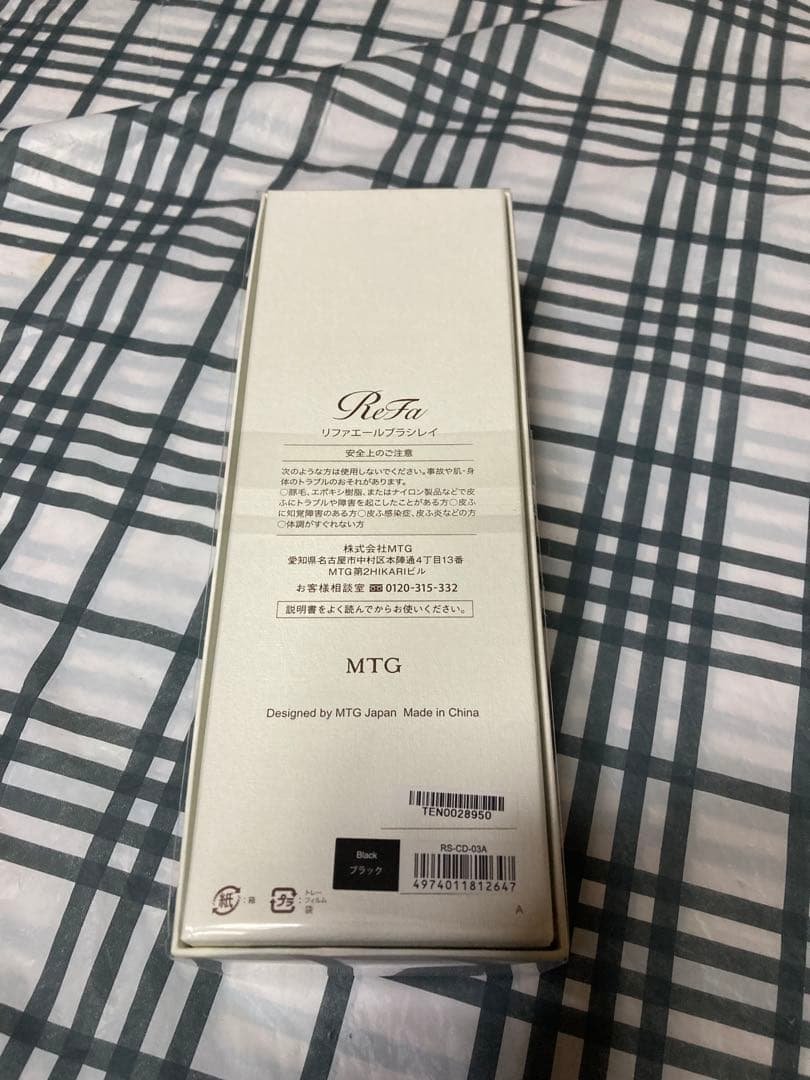 ReFa
リファエールブラシレイ
安全上のご注意
次のような方は使用しないでください。事故や肌・身
体のトラブルのおそれがあります。
○豚毛、エポキシ樹脂、またはナイロン製品などで皮
ふにトラブルや障害を起こしたことがある方○皮ふ
に知覚障害のある方○皮ふ感染症、皮ふ炎などの方
○体調がすぐれない方
株式会社MTG
愛知県名古屋市中村区本陣通4丁目13番
MTG第2HIKARIビル
お客様相談室 0120-315-332
説明書をよく読んでからお使いください。
MTG
Designed by MTG Japan Made in China
TEN0028950
Black
ブラック
RS-CD-03A
4974011812647
紙 :箱
プラ :トレー
フィルム
袋
A